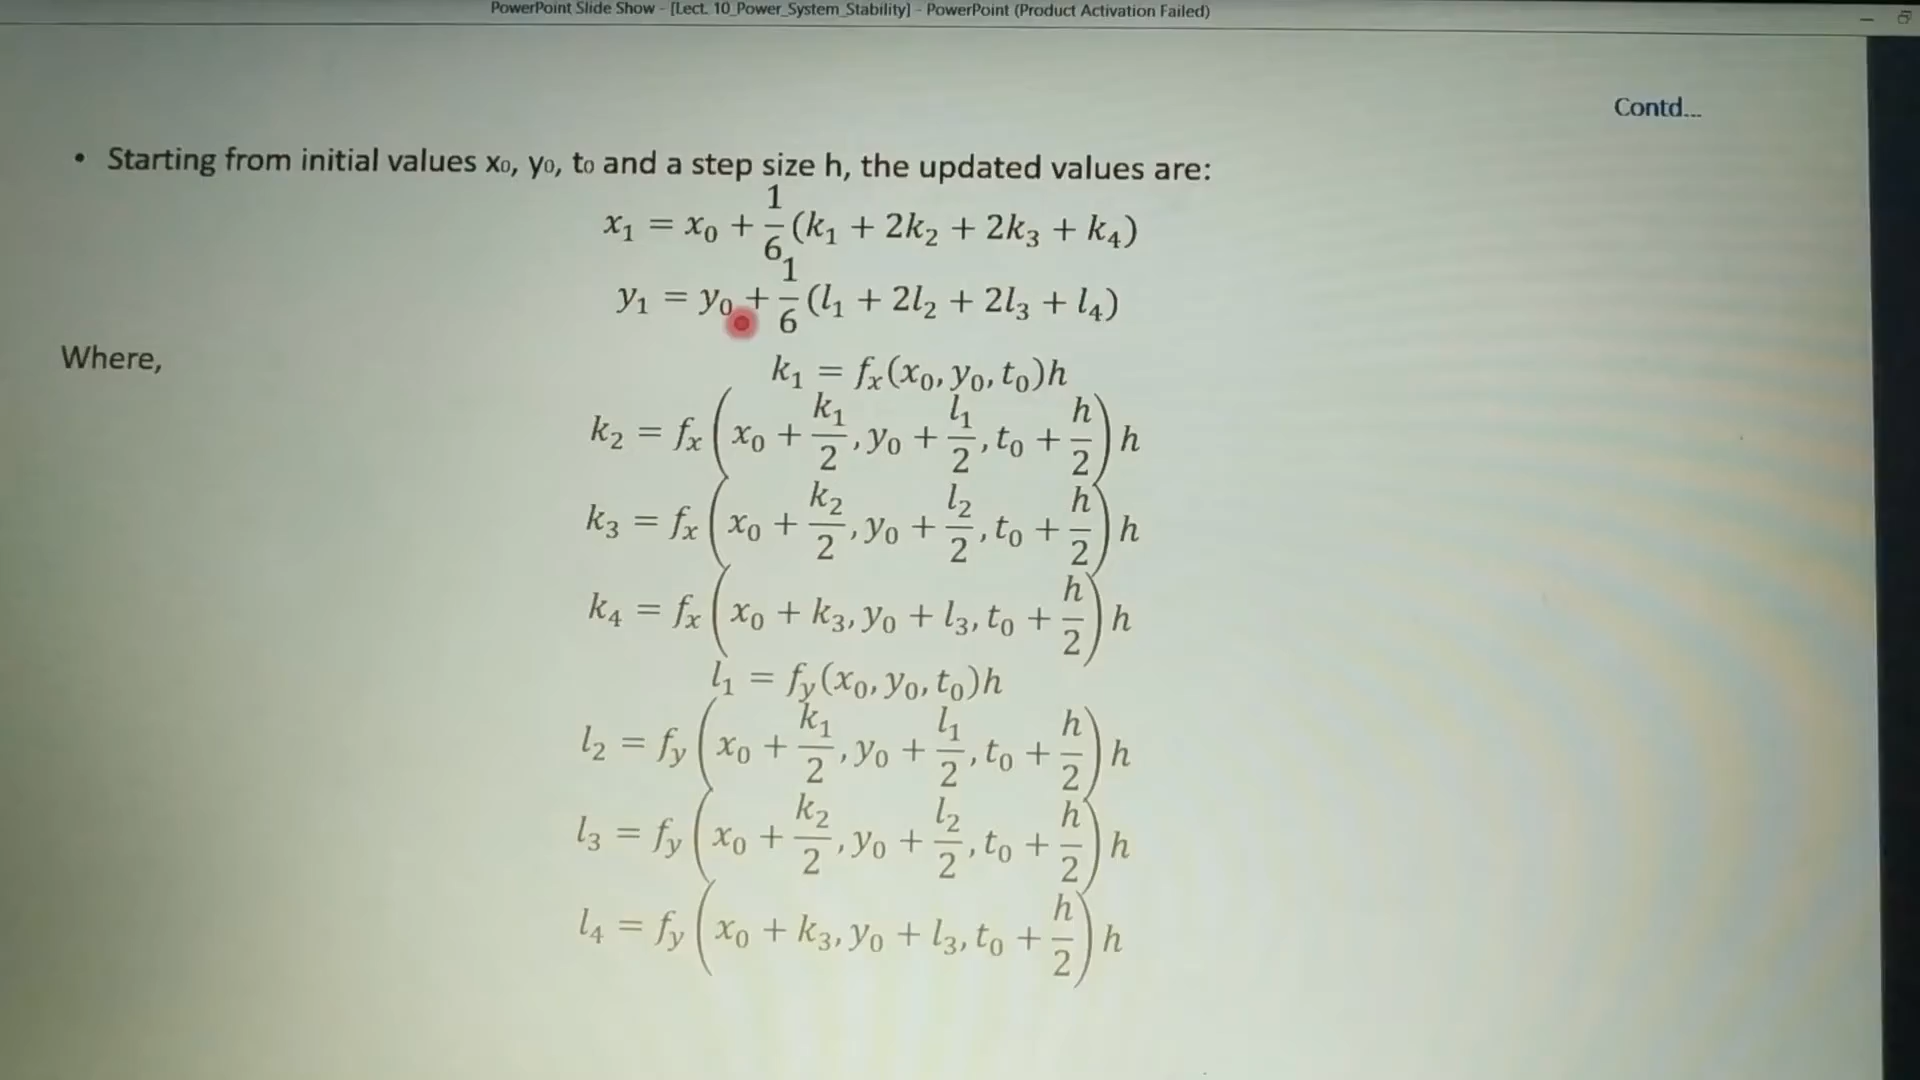 PowerPoint Slide Show - [Lect. 10_Power_System_Stability] - PowerPoint (Product Activation Failed)
Contd...
• Starting from initial values x₀, y₀, t₀ and a step size h, the updated values are:
x₁ = x₀ + 1/6 (k₁ + 2k₂ + 2k₃ + k₄)
y₁ = y₀ + 1/6 (l₁ + 2l₂ + 2l₃ + l₄)
Where,
k₁ = fₓ(x₀, y₀, t₀)h
k₂ = fₓ(x₀ + k₁/2, y₀ + l₁/2, t₀ + h/2)h
k₃ = fₓ(x₀ + k₂/2, y₀ + l₂/2, t₀ + h/2)h
k₄ = fₓ(x₀ + k₃, y₀ + l₃, t₀ + h/2)h
l₁ = f_y(x₀, y₀, t₀)h
l₂ = f_y(x₀ + k₁/2, y₀ + l₁/2, t₀ + h/2)h
l₃ = f_y(x₀ + k₂/2, y₀ + l₂/2, t₀ + h/2)h
l₄ = f_y(x₀ + k₃, y₀ + l₃, t₀ + h/2)h